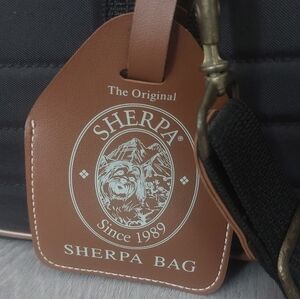 The Original
SHERPA®
Since 1989
SHERPA BAG